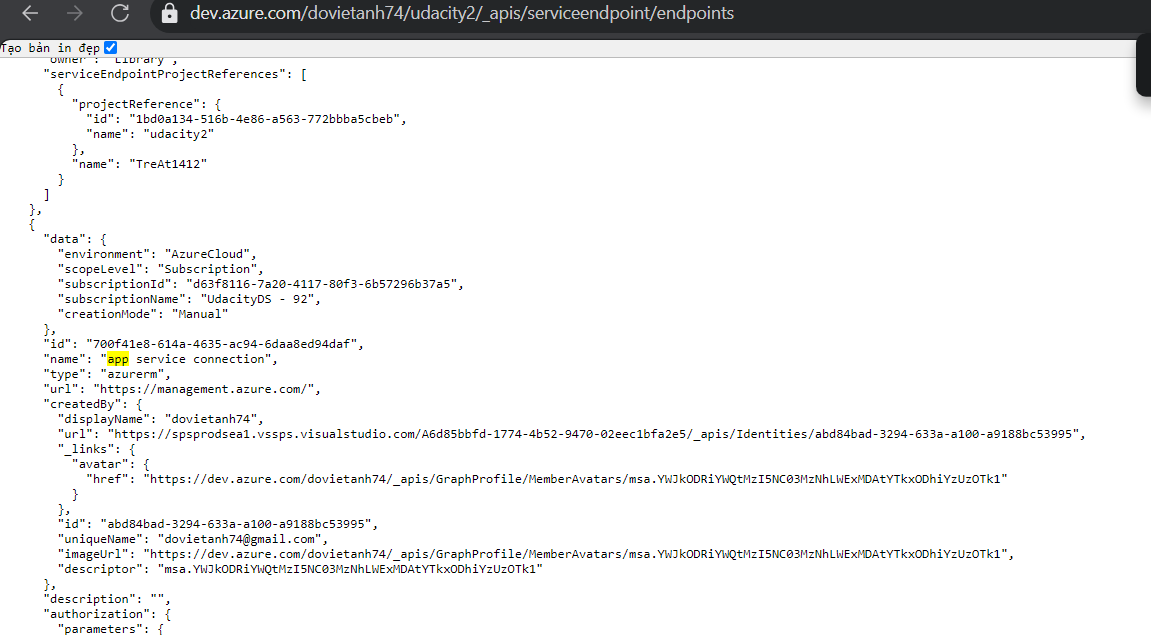 dev.azure.com/dovietanh74/udacity2/_apis/serviceendpoint/endpoints
Tạo bản in đẹp
"owner": "Library",
"serviceEndpointProjectReferences": [
{
"projectReference": {
"id": "1bd0a134-516b-4e86-a563-772bbba5cbeb",
"name": "udacity2"
},
"name": "TreAt1412"
}
]
},
{
"data": {
"environment": "AzureCloud",
"scopeLevel": "Subscription",
"subscriptionId": "d63f8116-7a20-4117-80f3-6b57296b37a5",
"subscriptionName": "UdacityDS - 92",
"creationMode": "Manual"
},
"id": "700f41e8-614a-4635-ac94-6daa8ed94daf",
"name": "app service connection",
"type": "azurerm",
"url": "https://management.azure.com/",
"createdBy": {
"displayName": "dovietanh74",
"url": "https://spsprodsea1.vssps.visualstudio.com/A6d85bbfd-1774-4b52-9470-02eec1bfa2e5/_apis/Identities/abd84bad-3294-633a-a100-a9188bc53995",
"_links": {
"avatar": {
"href": "https://dev.azure.com/dovietanh74/_apis/GraphProfile/MemberAvatars/msa.YWJkODRiYWQtMzI5NC03MzNhLWExMDAtYTkxODhiYzUzOTk1"
}
},
"id": "abd84bad-3294-633a-a100-a9188bc53995",
"uniqueName": "dovietanh74@gmail.com",
"imageUrl": "https://dev.azure.com/dovietanh74/_apis/GraphProfile/MemberAvatars/msa.YWJkODRiYWQtMzI5NC03MzNhLWExMDAtYTkxODhiYzUzOTk1",
"descriptor": "msa.YWJkODRiYWQtMzI5NC03MzNhLWExMDAtYTkxODhiYzUzOTk1"
},
"description": "",
"authorization": {
"parameters": {